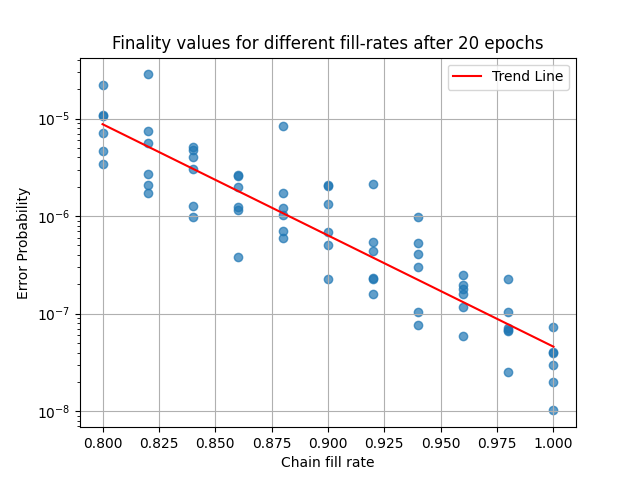 Finality values for different fill-rates after 20 epochs
Trend Line
Error Probability
10⁻⁵
10⁻⁶
10⁻⁷
10⁻⁸
0.800 0.825 0.850 0.875 0.900 0.925 0.950 0.975 1.000
Chain fill rate